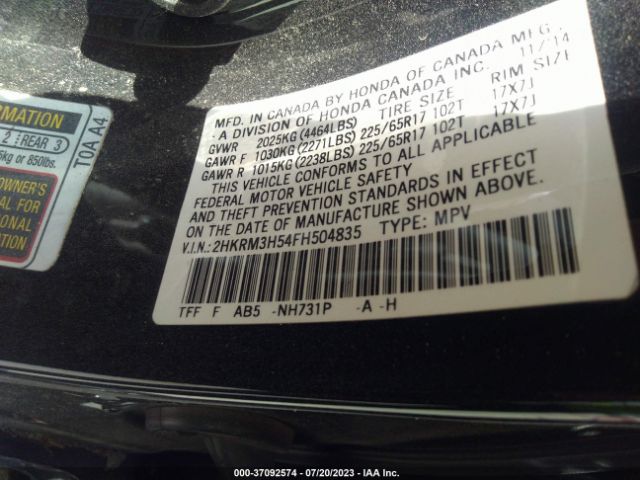 MFD. IN CANADA BY HONDA OF CANADA MFG.,
- A DIVISION OF HONDA CANADA INC. 11/14
TIRE SIZE RIM SIZE
GVWR 2025KG(4464LBS)
GAWR F 1030KG(2271LBS) 225/65R17 102T 17X7J
GAWR R 1015KG(2238LBS) 225/65R17 102T 17X7J
THIS VEHICLE CONFORMS TO ALL APPLICABLE
FEDERAL MOTOR VEHICLE SAFETY
AND THEFT PREVENTION STANDARDS IN EFFECT
ON THE DATE OF MANUFACTURE SHOWN ABOVE.
V.I.N.: 2HKRM3H54FH504835 TYPE: MPV
TFF F AB5 -NH731P -A -H
2 REAR 3
kg or 850lbs.
OWNER'S
AL FOR
TIONAL
T0A A4
000-37092574 - 07/20/2023 - IAA Inc.